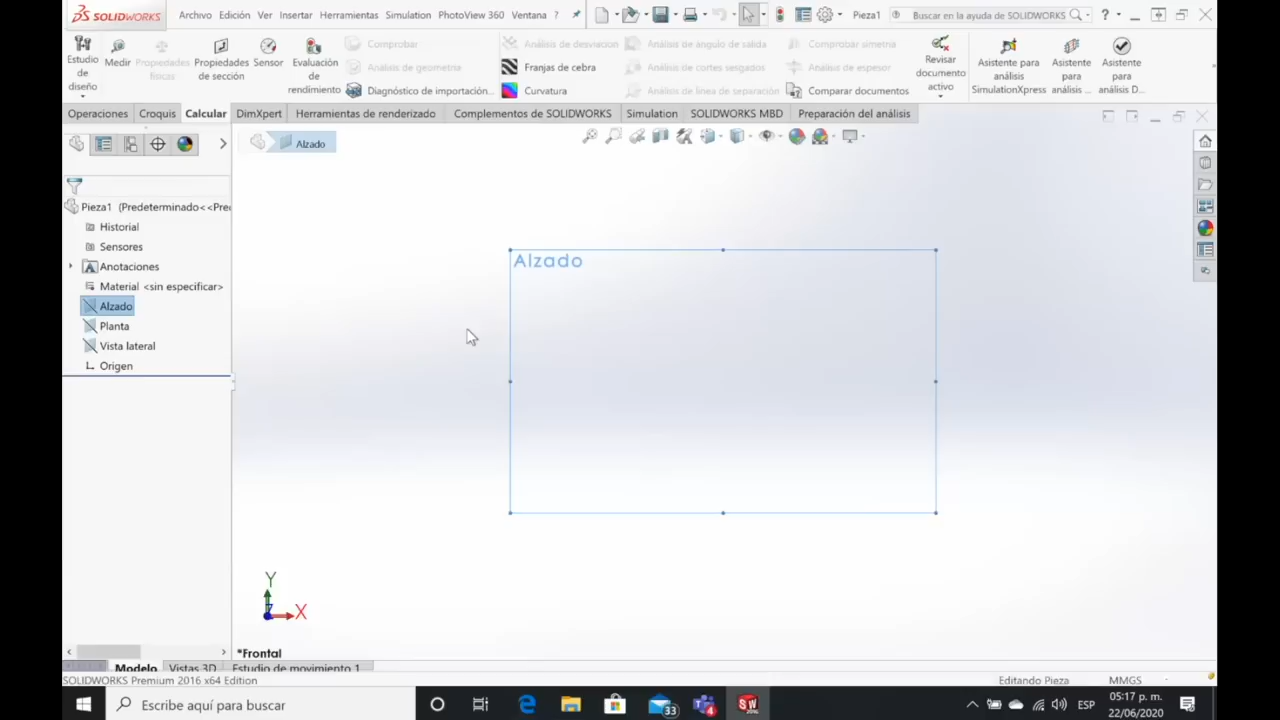 SOLIDWORKS Archivo Edición Ver Insertar Herramientas Simulation PhotoView 360 Ventana ? Pieza1 Buscar en la ayuda de SOLIDWORKS ?
Estudio de diseño
Medir
Propiedades físicas
Propiedades de sección
Sensor
Evaluación de rendimiento
Comprobar
Análisis de geometría
Diagnóstico de importación...
Análisis de desviación
Franjas de cebra
Curvatura
Análisis de ángulo de salida
Análisis de cortes sesgados
Análisis de línea de separación
Comprobar simetría
Análisis de espesor
Comparar documentos
Revisar documento activo
Asistente para análisis SimulationXpress
Asistente para análisis ...
Asistente para análisis D...
Operaciones Croquis Calcular DimXpert Herramientas de renderizado Complementos de SOLIDWORKS Simulation SOLIDWORKS MBD Preparación del análisis
Alzado
Pieza1 (Predeterminado<<Pre
Historial
Sensores
Anotaciones
Material <sin especificar>
Alzado
Planta
Vista lateral
Origen
Alzado
Y
Z
X
*Frontal
Modelo Vistas 3D Estudio de movimiento 1
SOLIDWORKS Premium 2016 x64 Edition Editando Pieza MMGS
Escribe aquí para buscar
33
4
SW
ESP
05:17 p. m.
22/06/2020